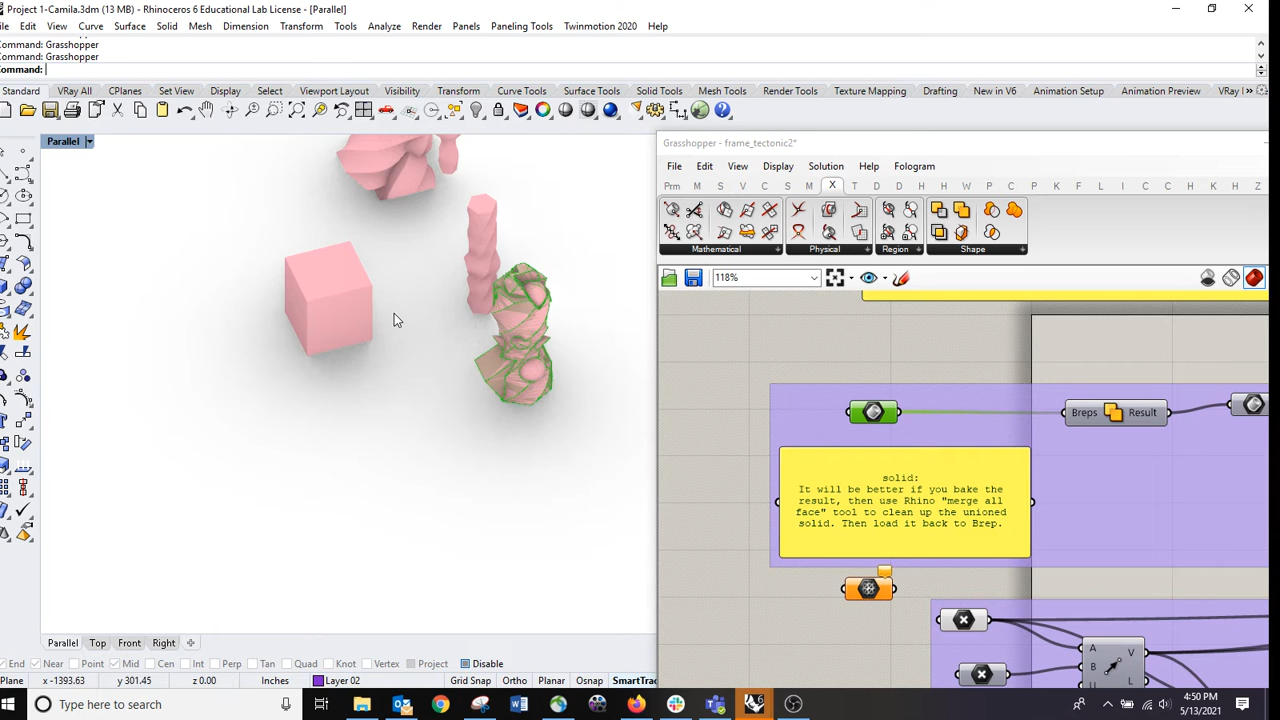 Project 1-Camila.3dm (13 MB) - Rhinoceros 6 Educational Lab License - [Parallel]
ile Edit View Curve Surface Solid Mesh Dimension Transform Tools Analyze Render Panels Paneling Tools Twinmotion 2020 Help
Command: Grasshopper
Command: Grasshopper
ommand:
Standard VRay All CPlanes Set View Display Select Viewport Layout Visibility Transform Curve Tools Surface Tools Solid Tools Mesh Tools Render Tools Texture Mapping Drafting New in V6 Animation Setup Animation Preview VRay l »
Parallel
Grasshopper - frame_tectonic2*
File Edit View Display Solution Help Fologram
Prm M S V C S M X T D D H W P C P K F L I C C H K H Z
Mathematical Physical Region Shape
118%
Breps Result
solid:
It will be better if you bake the
result, then use Rhino "merge all
face" tool to clean up the unioned
solid. Then load it back to Brep.
A V
B
L
U
Parallel Top Front Right
End Near Point Mid Cen Int Perp Tan Quad Knot Vertex Project Disable
Plane x -1393.63 y 301.45 z 0.00 Inches Layer 02 Grid Snap Ortho Planar Osnap SmartTrac
Type here to search
4:50 PM
5/13/2021